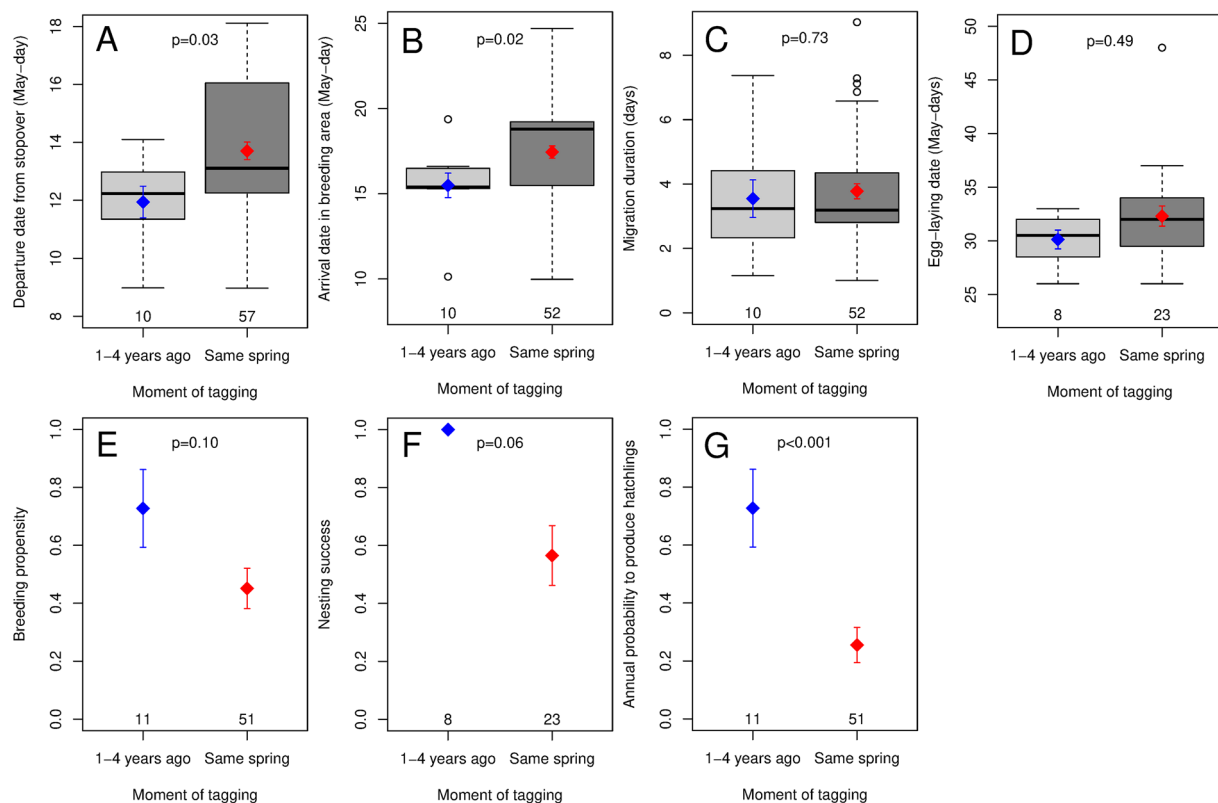 A
p=0.03
Departure date from stopover (May−day)
18
16
14
12
10
8
10
57
1−4 years ago
Same spring
Moment of tagging
B
p=0.02
Arrival date in breeding area (May−day)
25
20
15
10
10
52
1−4 years ago
Same spring
Moment of tagging
C
p=0.73
Migration duration (days)
8
6
4
2
0
10
52
1−4 years ago
Same spring
Moment of tagging
D
p=0.49
Egg−laying date (May−days)
50
45
40
35
30
25
8
23
1−4 years ago
Same spring
Moment of tagging
E
p=0.10
Breeding propensity
1.0
0.8
0.6
0.4
0.2
0.0
11
51
1−4 years ago
Same spring
Moment of tagging
F
p=0.06
Nesting success
1.0
0.8
0.6
0.4
0.2
0.0
8
23
1−4 years ago
Same spring
Moment of tagging
G
p<0.001
Annual probability to produce hatchlings
1.0
0.8
0.6
0.4
0.2
0.0
11
51
1−4 years ago
Same spring
Moment of tagging